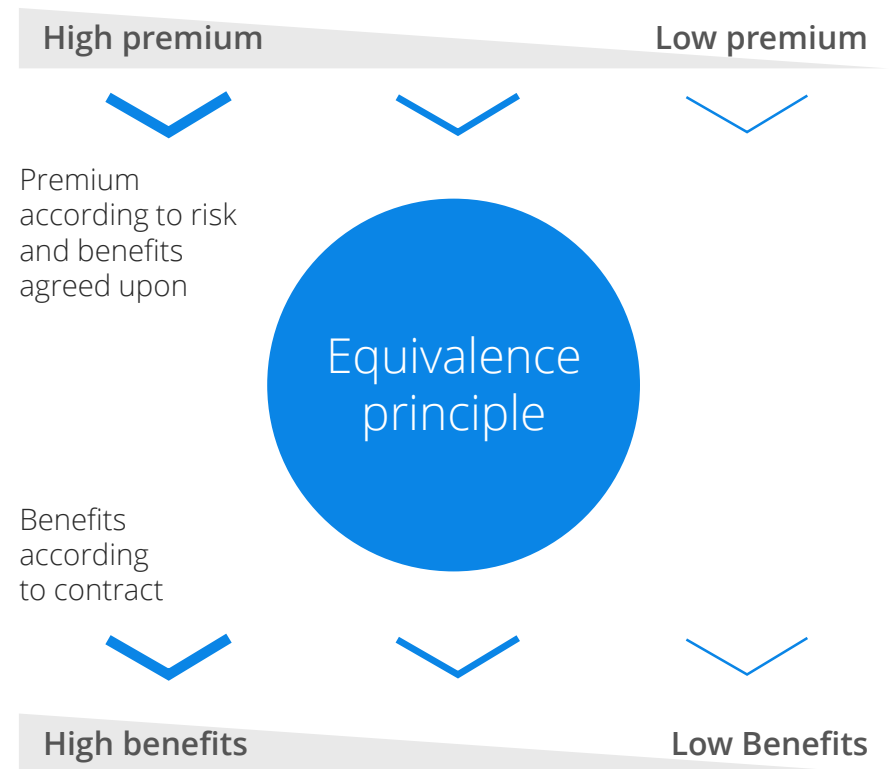 High premium
Low premium
Premium
according to risk
and benefits
agreed upon
Equivalence
principle
Benefits
according
to contract
High benefits
Low Benefits